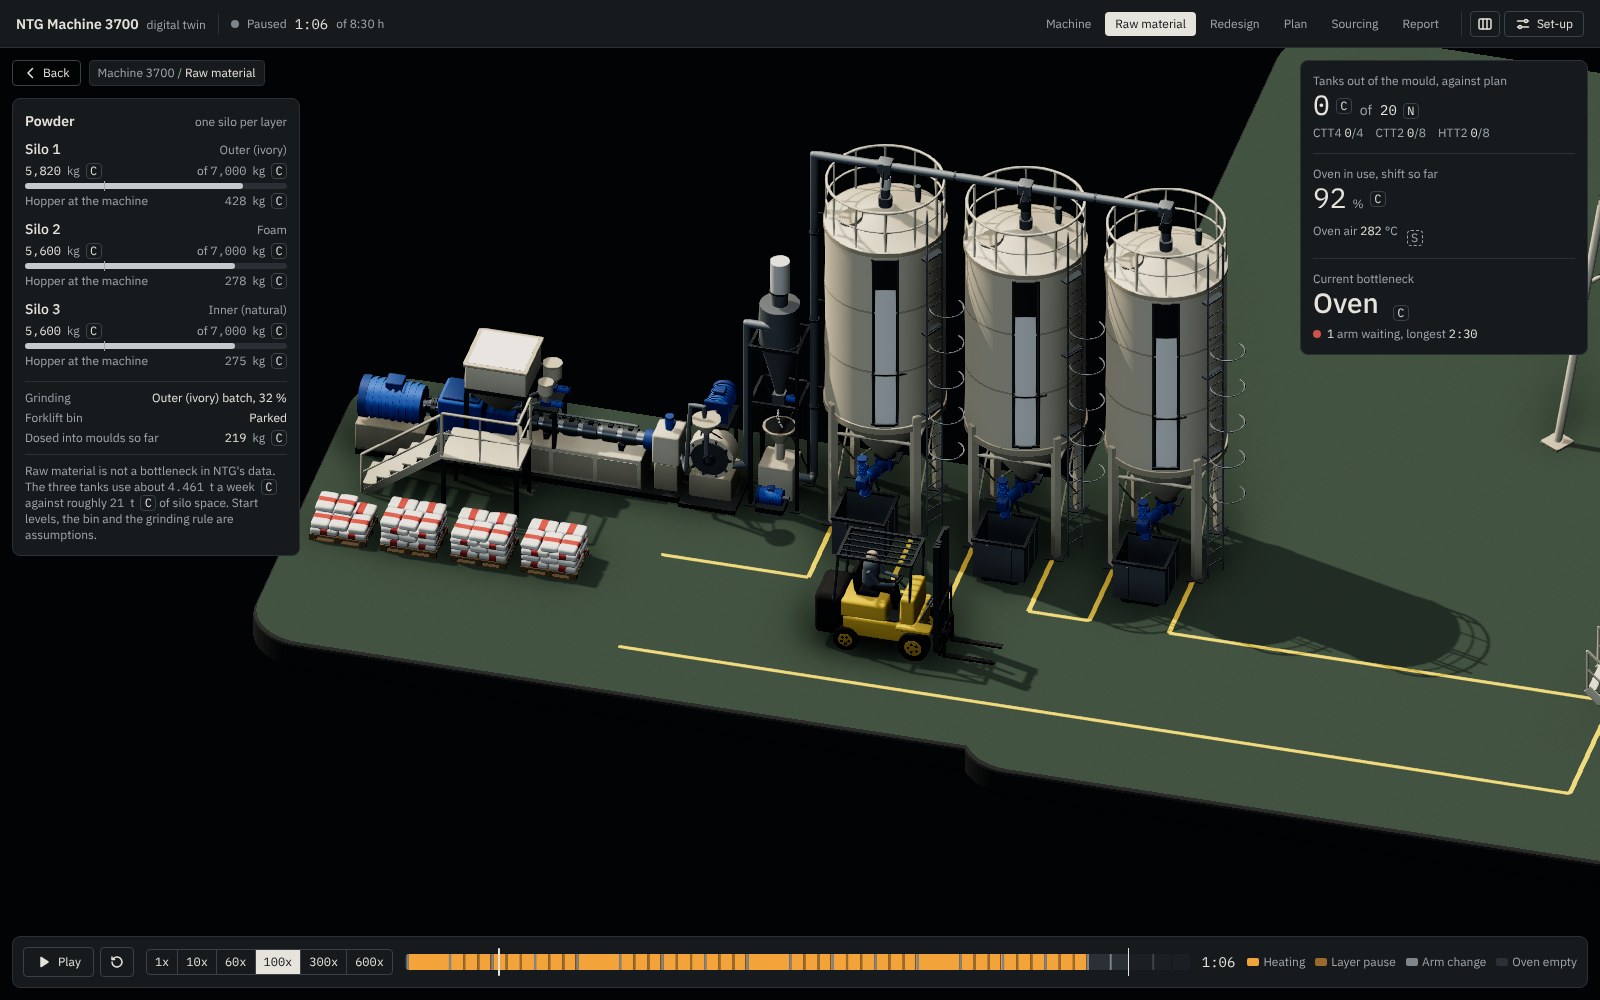 NTG Machine 3700 digital twin Paused 1:06 of 8:30 h Machine Raw material Redesign Plan Sourcing Report Set-up
Back Machine 3700 / Raw material
Powder one silo per layer
Silo 1 Outer (ivory)
5,820 kg C of 7,000 kg C
Hopper at the machine 428 kg C
Silo 2 Foam
5,600 kg C of 7,000 kg C
Hopper at the machine 278 kg C
Silo 3 Inner (natural)
5,600 kg C of 7,000 kg C
Hopper at the machine 275 kg C
Grinding Outer (ivory) batch, 32 %
Forklift bin Parked
Dosed into moulds so far 219 kg C
Raw material is not a bottleneck in NTG's data.
The three tanks use about 4.461 t a week C
against roughly 21 t C of silo space. Start
levels, the bin and the grinding rule are
assumptions.
Tanks out of the mould, against plan
0 C of 20 N
CTT4 0/4 CTT2 0/8 HTT2 0/8
Oven in use, shift so far
92 % C
Oven air 282 °C S
Current bottleneck
Oven C
1 arm waiting, longest 2:30
Play 1x 10x 60x 100x 300x 600x 1:06 Heating Layer pause Arm change Oven empty